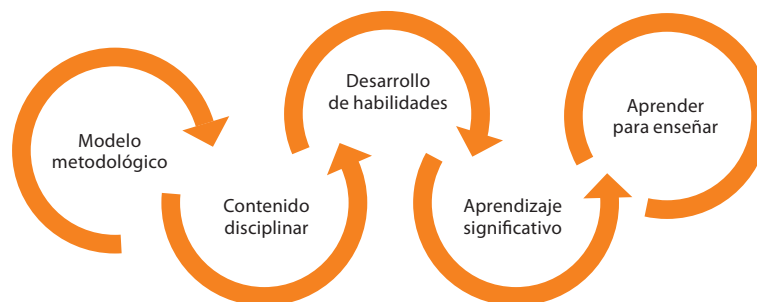 Modelo
metodológico
Contenido
disciplinar
Desarrollo
de habilidades
Aprendizaje
significativo
Aprender
para enseñar